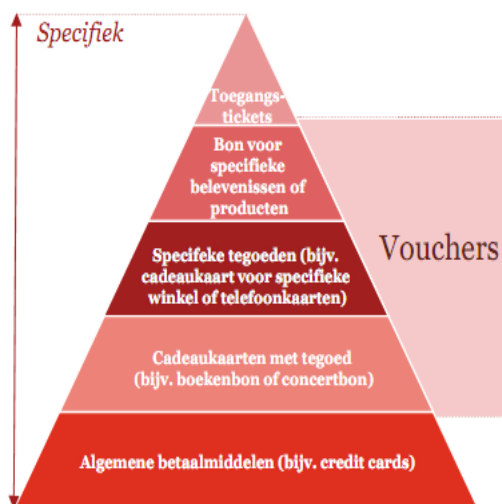 Specifiek
Toegangs-
tickets
Bon voor
specifieke
belevenissen of
producten
Specifeke tegoeden (bijv.
cadeaukaart voor specifieke
winkel of telefoonkaarten)
Vouchers
Cadeaukaarten met tegoed
(bijv. boekenbon of concertbon)
Algemene betaalmiddelen (bijv. credit cards)